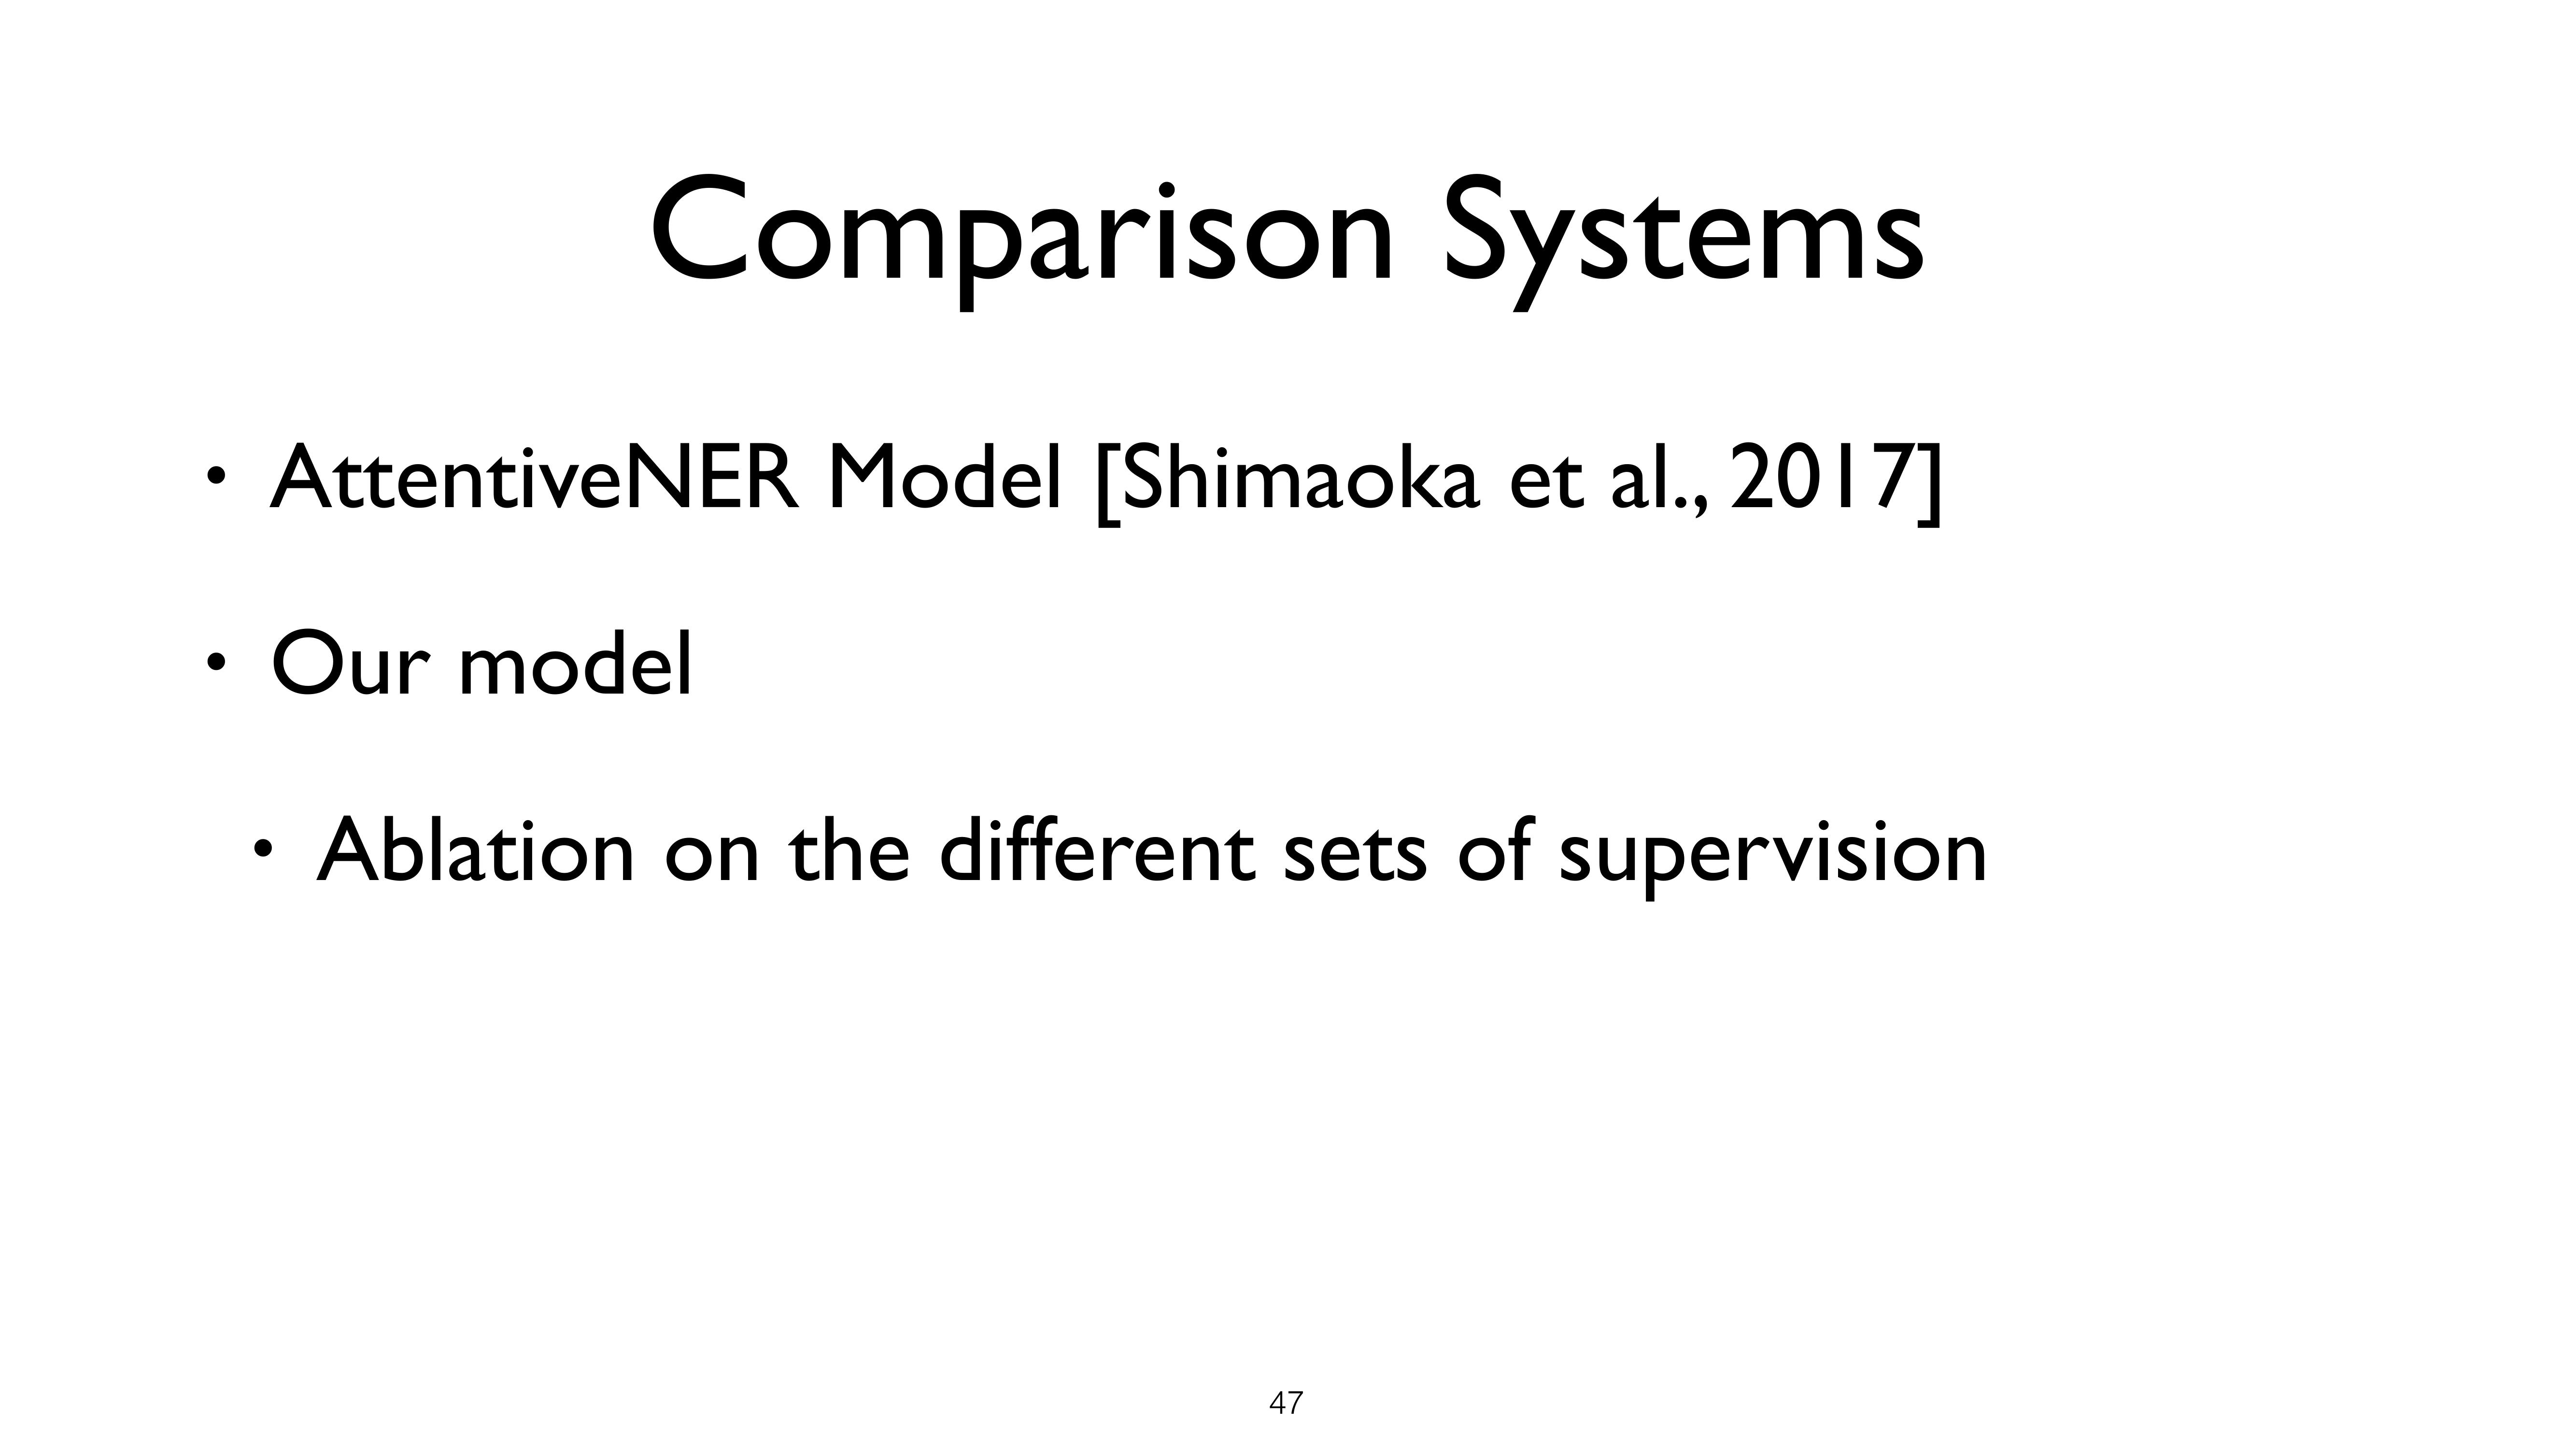 Comparison Systems
• AttentiveNER Model [Shimaoka et al., 2017]
• Our model
• Ablation on the different sets of supervision
47